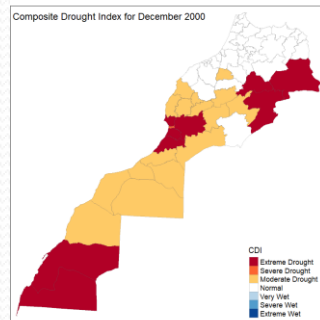 Composite Drought Index for December 2000
CDI
Extreme Drought
Severe Drought
Moderate Drought
Normal
Very Wet
Severe Wet
Extreme Wet